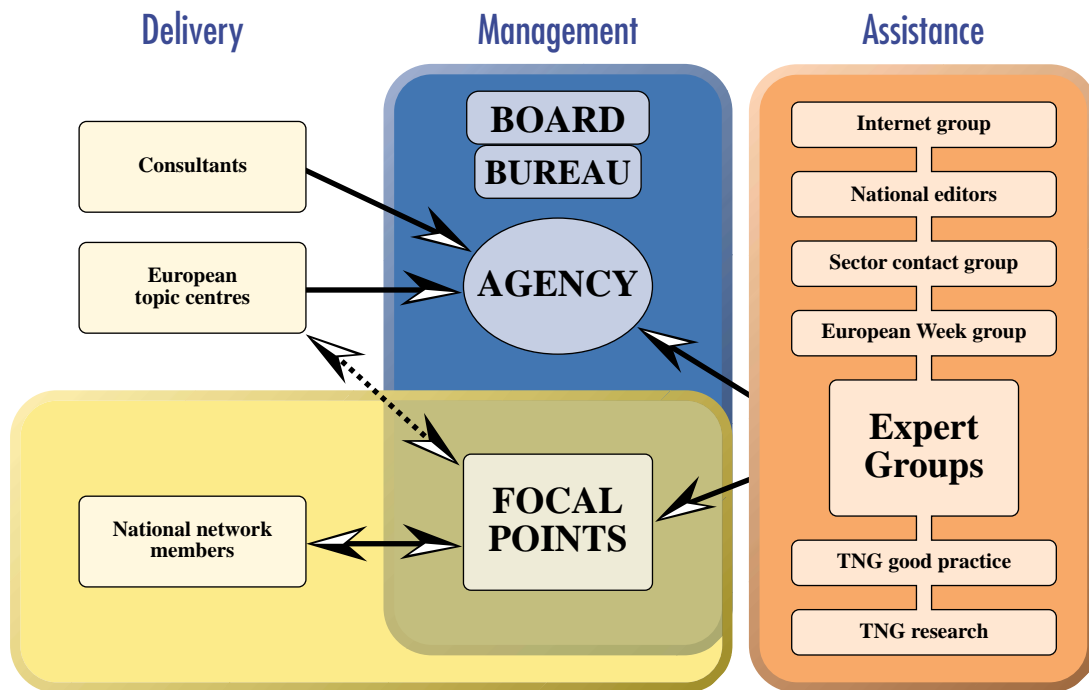 Delivery
Management
Assistance
Consultants
European
topic centres
National network
members
BOARD
BUREAU
AGENCY
FOCAL
POINTS
Internet group
National editors
Sector contact group
European Week group
Expert
Groups
TNG good practice
TNG research